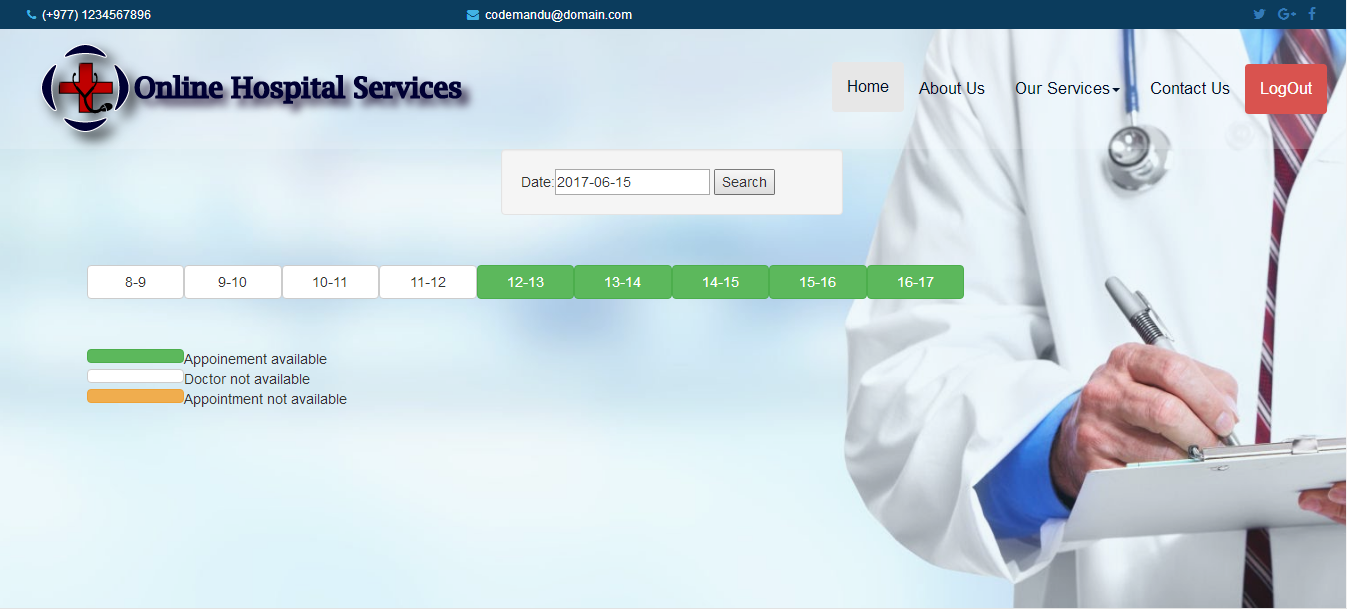 (+977) 1234567896
codemandu@domain.com
G+
f
Online Hospital Services
Home About Us Our Services Contact Us LogOut
Date: 2017-06-15 Search
8-9 9-10 10-11 11-12 12-13 13-14 14-15 15-16 16-17
Appoinement available
Doctor not available
Appointment not available